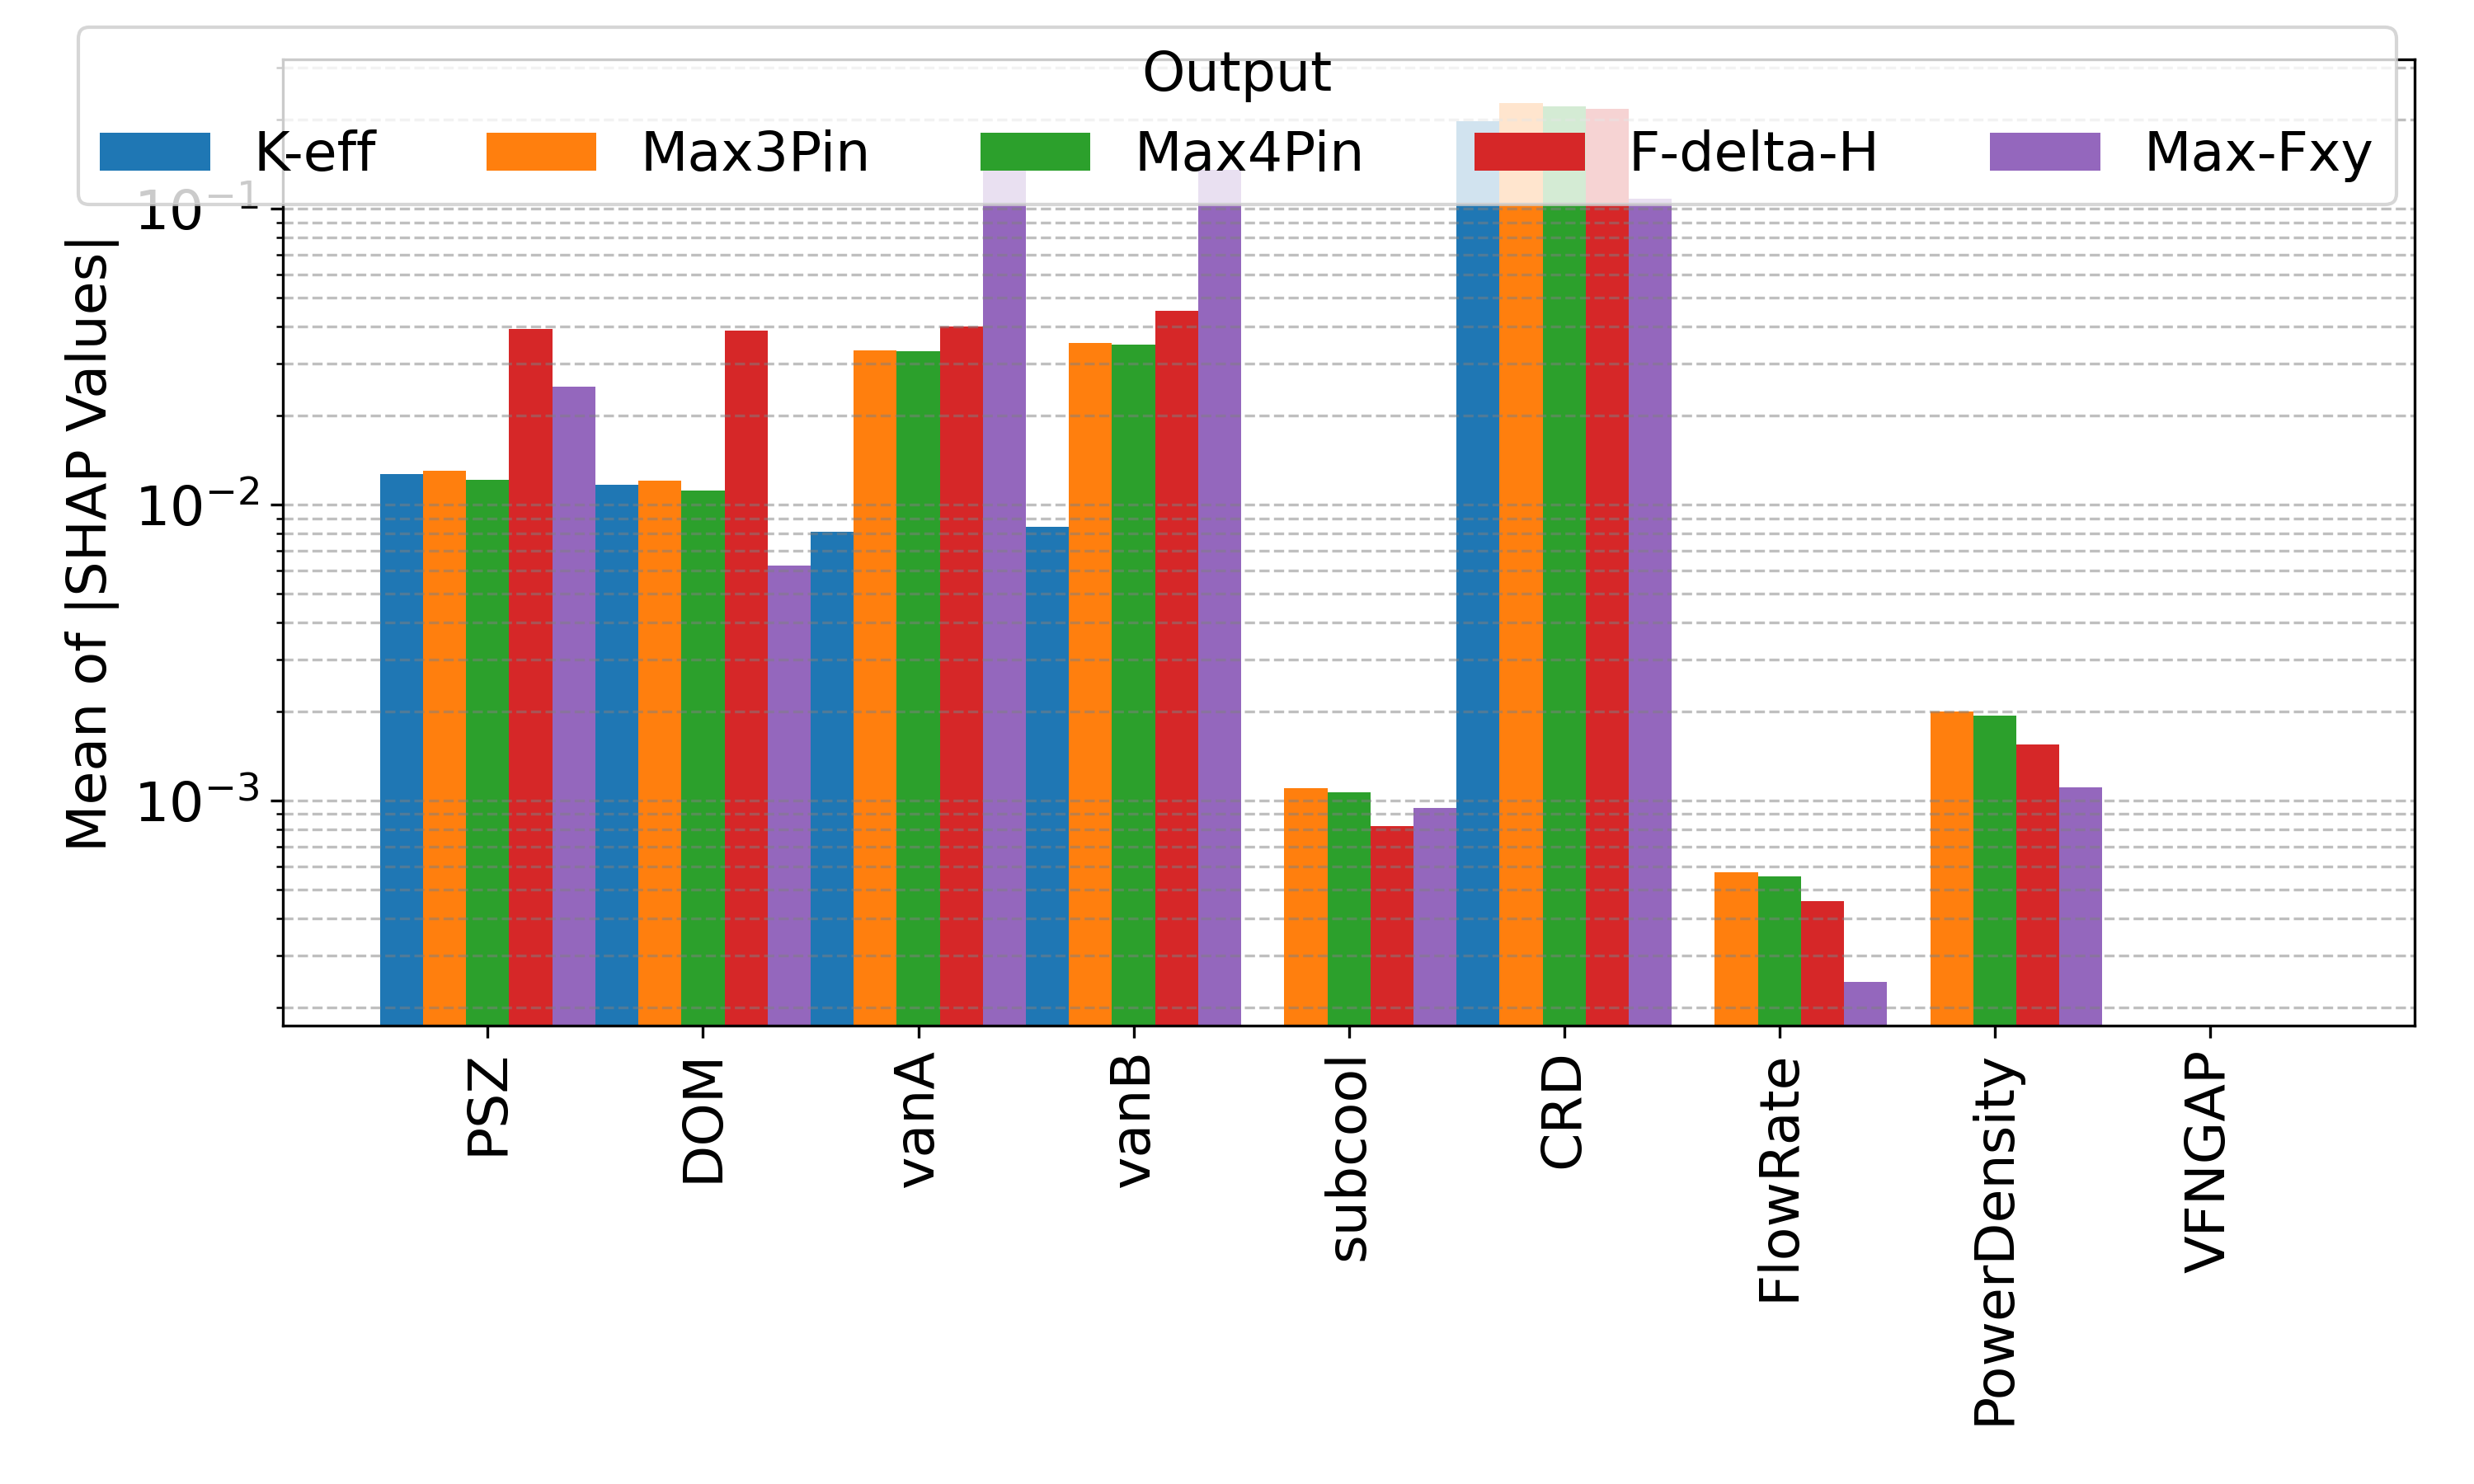 Output
K-eff Max3Pin Max4Pin F-delta-H Max-Fxy
Mean of |SHAP Values|
10⁻¹
10⁻²
10⁻³
PSZ
DOM
vanA
vanB
subcool
CRD
FlowRate
PowerDensity
VFNGAP